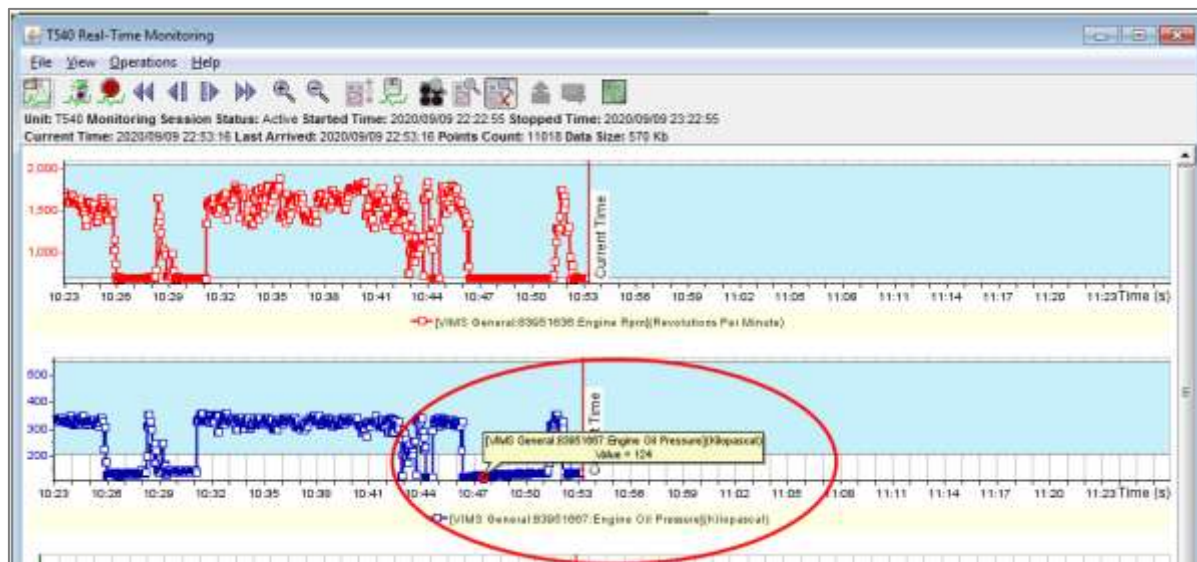 T540 Real-Time Monitoring
File View Operations Help
Unit: T540 Monitoring Session Status: Active Started Time: 2020/09/09 22:22:55 Stopped Time: 2020/09/09 23:22:55
Current Time: 2020/09/09 22:53:16 Last Arrived: 2020/09/09 22:53:16 Points Count: 11018 Data Size: 570 Kb
2,000
1,500
1,000
Current Time
10:23 10:26 10:29 10:32 10:35 10:38 10:41 10:44 10:47 10:50 10:53 10:56 10:59 11:02 11:05 11:08 11:11 11:14 11:17 11:20 11:23 Time (s)
[VIMS General:83951636:Engine Rpm](Revolutions Per Minute)
500
400
300
200
[VIMS General:83951667:Engine Oil Pressure](Kilopascal)
Value = 124
10:23 10:26 10:29 10:32 10:35 10:38 10:41 10:44 10:47 10:50 10:53 10:56 10:59 11:02 11:05 11:08 11:11 11:14 11:17 11:20 11:23 Time (s)
[VIMS General:83951667:Engine Oil Pressure](Kilopascal)